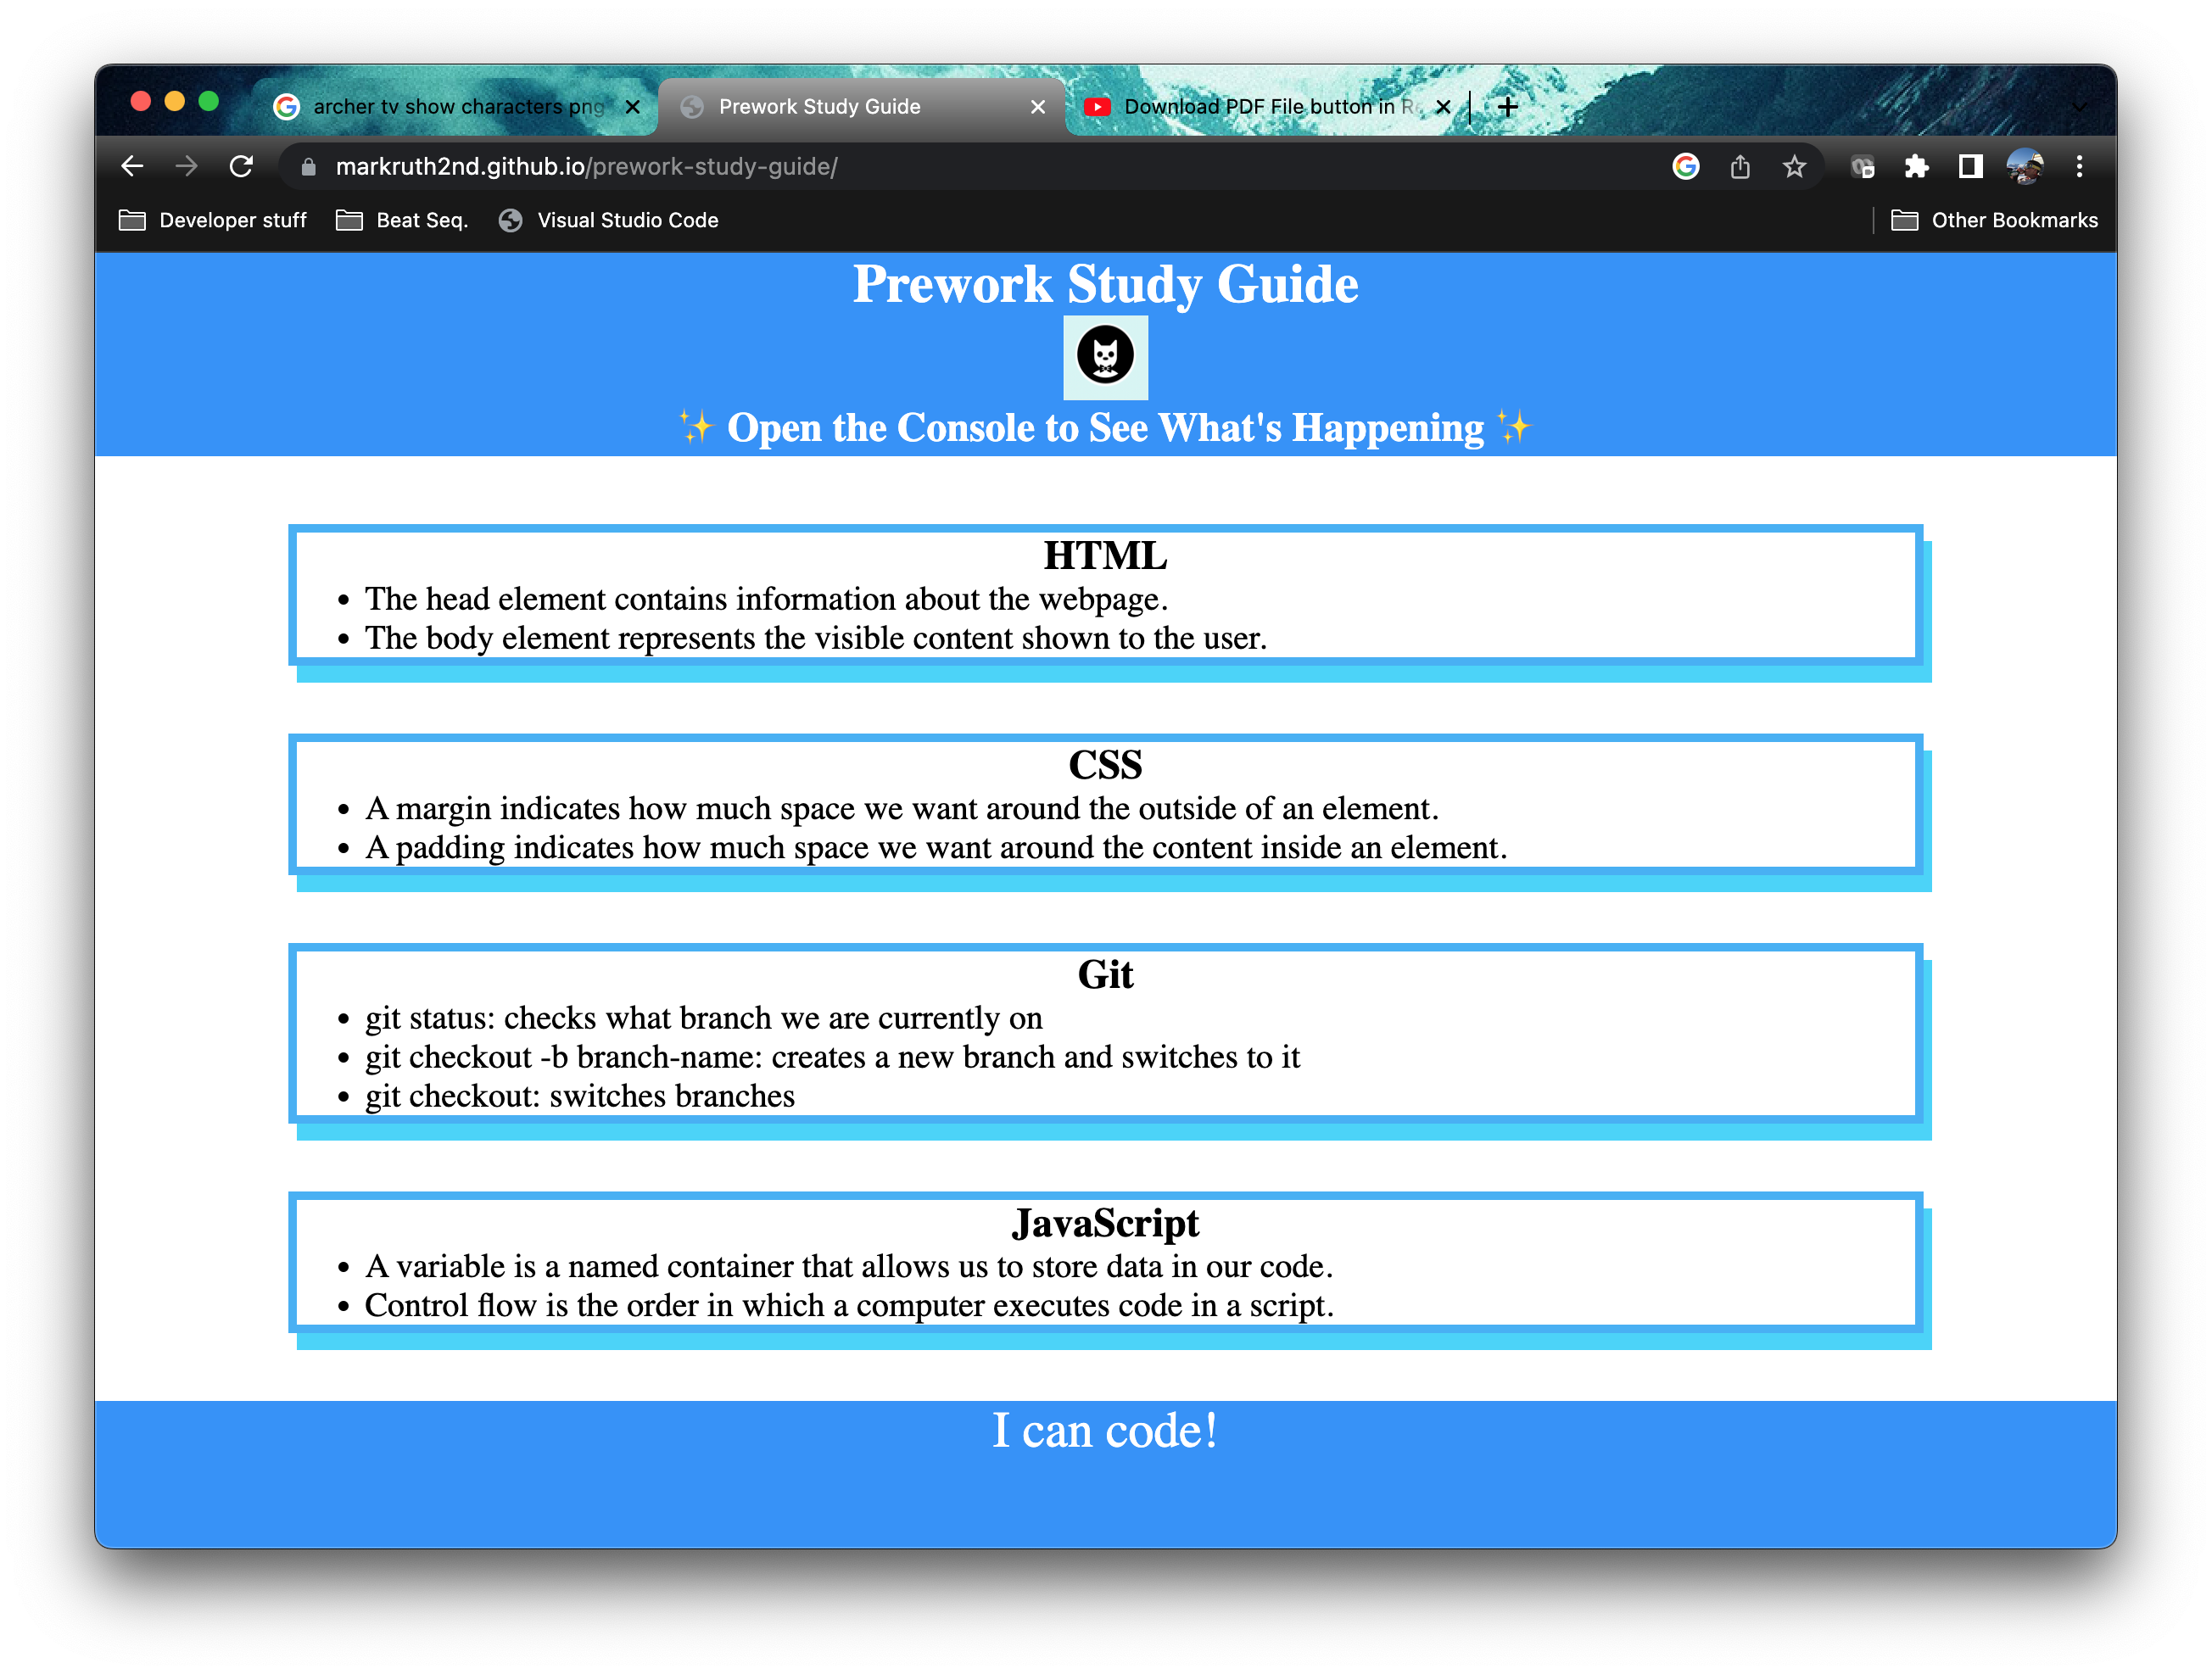 archer tv show characters png
Prework Study Guide
Download PDF File button in R
markruth2nd.github.io/prework-study-guide/
Developer stuff
Beat Seq.
Visual Studio Code
Other Bookmarks
Prework Study Guide
✨ Open the Console to See What's Happening ✨
HTML
• The head element contains information about the webpage.
• The body element represents the visible content shown to the user.
CSS
• A margin indicates how much space we want around the outside of an element.
• A padding indicates how much space we want around the content inside an element.
Git
• git status: checks what branch we are currently on
• git checkout -b branch-name: creates a new branch and switches to it
• git checkout: switches branches
JavaScript
• A variable is a named container that allows us to store data in our code.
• Control flow is the order in which a computer executes code in a script.
I can code!